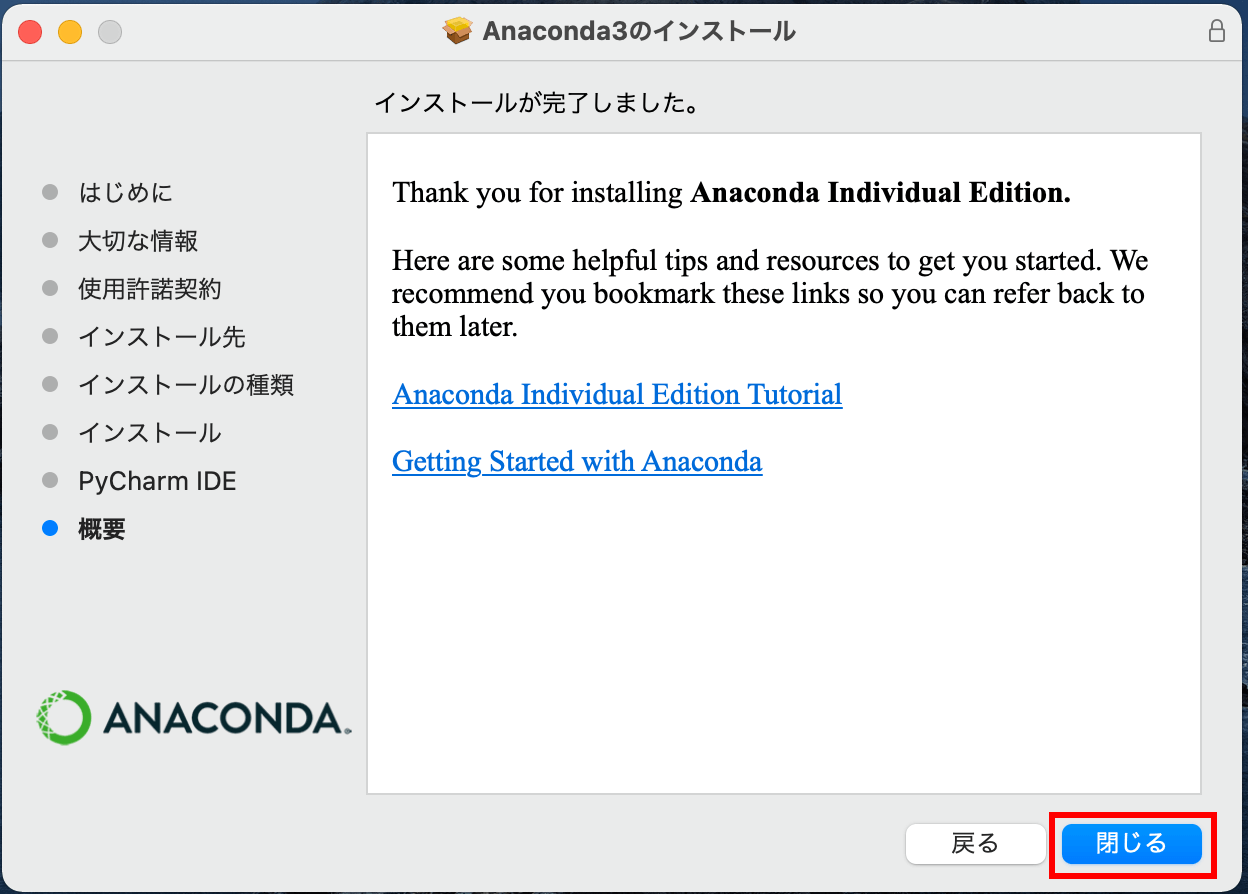 Anaconda3のインストール
インストールが完了しました。
はじめに
大切な情報
使用許諾契約
インストール先
インストールの種類
インストール
PyCharm IDE
概要
ANACONDA.
Thank you for installing Anaconda Individual Edition.
Here are some helpful tips and resources to get you started. We
recommend you bookmark these links so you can refer back to
them later.
Anaconda Individual Edition Tutorial
Getting Started with Anaconda
戻る
閉じる